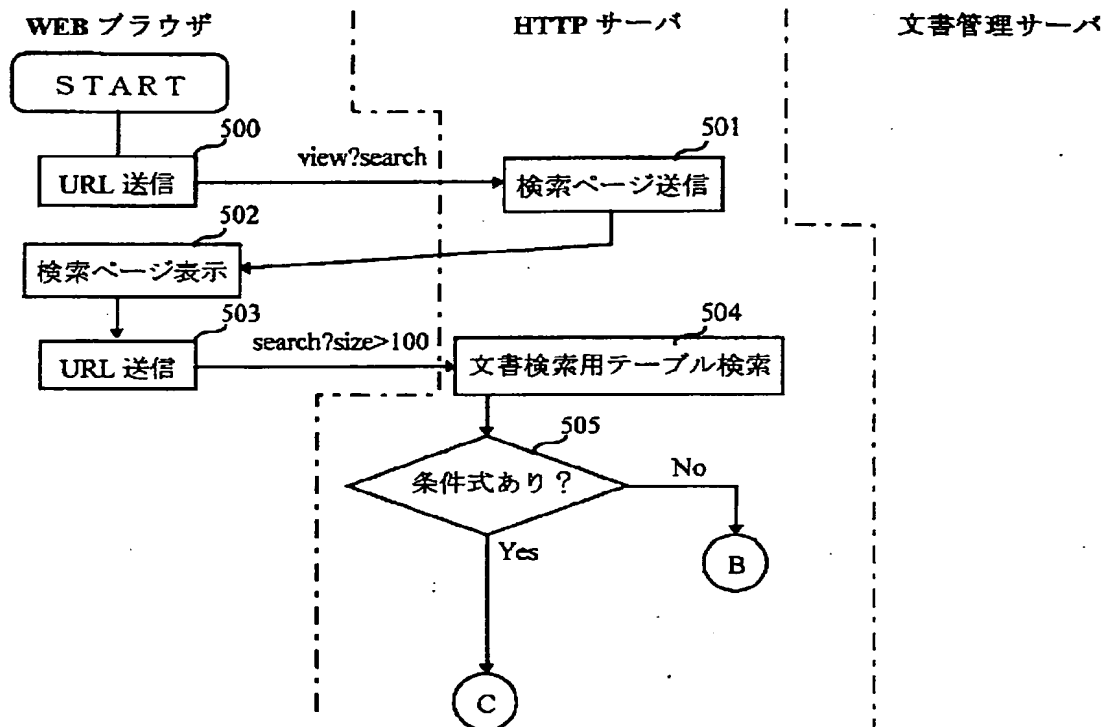 WEB ブラウザ
HTTP サーバ
文書管理サーバ
START
500
501
view?search
URL 送信
検索ページ送信
502
検索ページ表示
503
504
search?size>100
URL 送信
文書検索用テーブル検索
505
条件式あり？
No
Yes
B
C